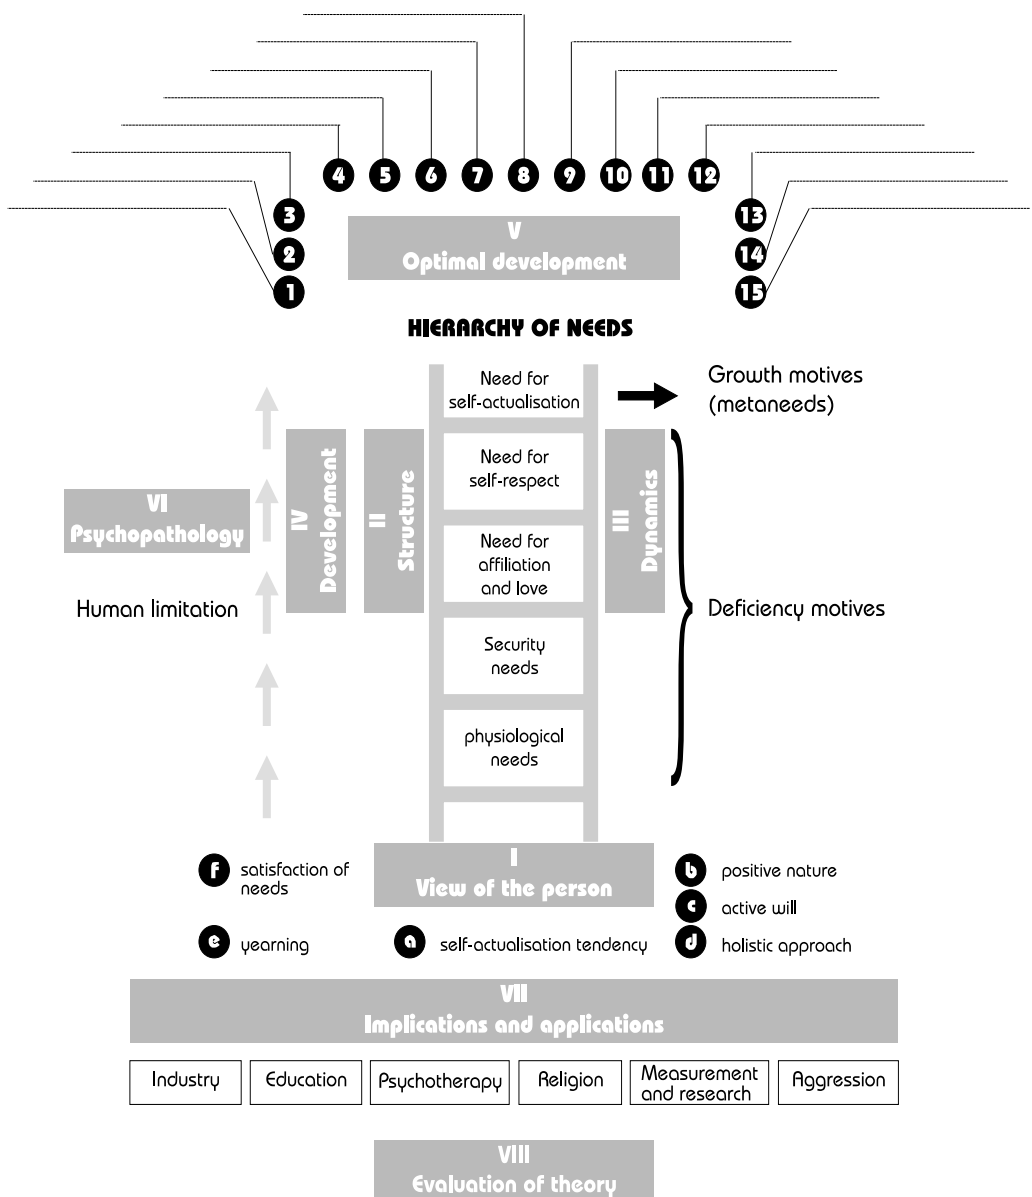 4
5
6
7
8
9
10
11
12
3
13
2
14
1
15
V
Optimal development
HIERARCHY OF NEEDS
Need for
self-actualisation
Growth motives
(metaneeds)
Need for
self-respect
VI
Psychopathology
IV
Development
II
Structure
III
Dynamics
Need for
affiliation
and love
Human limitation
Deficiency motives
Security
needs
physiological
needs
I
View of the person
f satisfaction of
needs
b positive nature
c active will
e yearning
a self-actualisation tendency
d holistic approach
VII
Implications and applications
Industry
Education
Psychotherapy
Religion
Measurement
and research
Aggression
VIII
Evaluation of theory